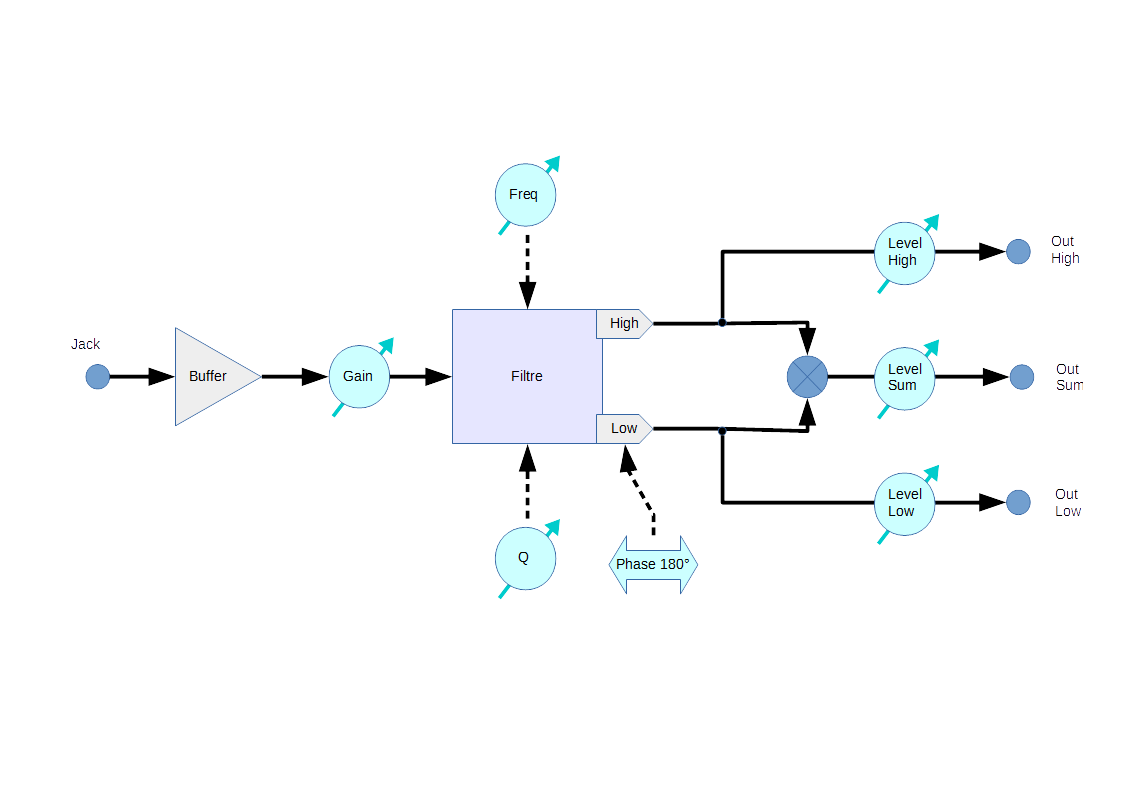 Freq
Level
High
Out
High
High
Jack
Buffer
Gain
Filtre
Level
Sum
Out
Sum
Low
Level
Low
Out
Low
Q
Phase 180°